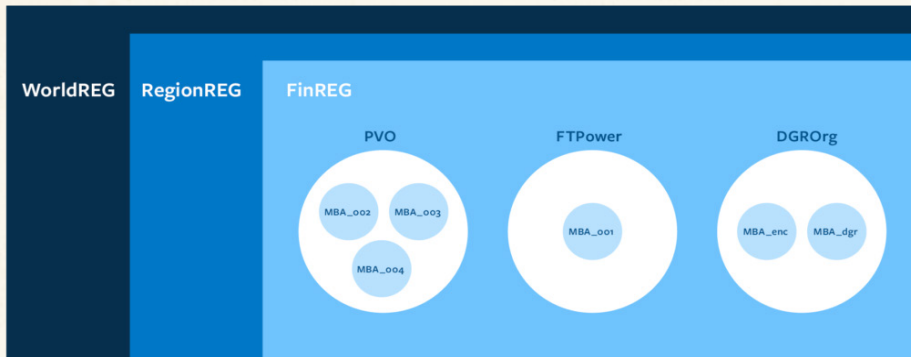 WorldREG
RegionREG
FinREG
PVO
FTPower
DGROrg
MBA_002
MBA_003
MBA_004
MBA_001
MBA_enc
MBA_dgr